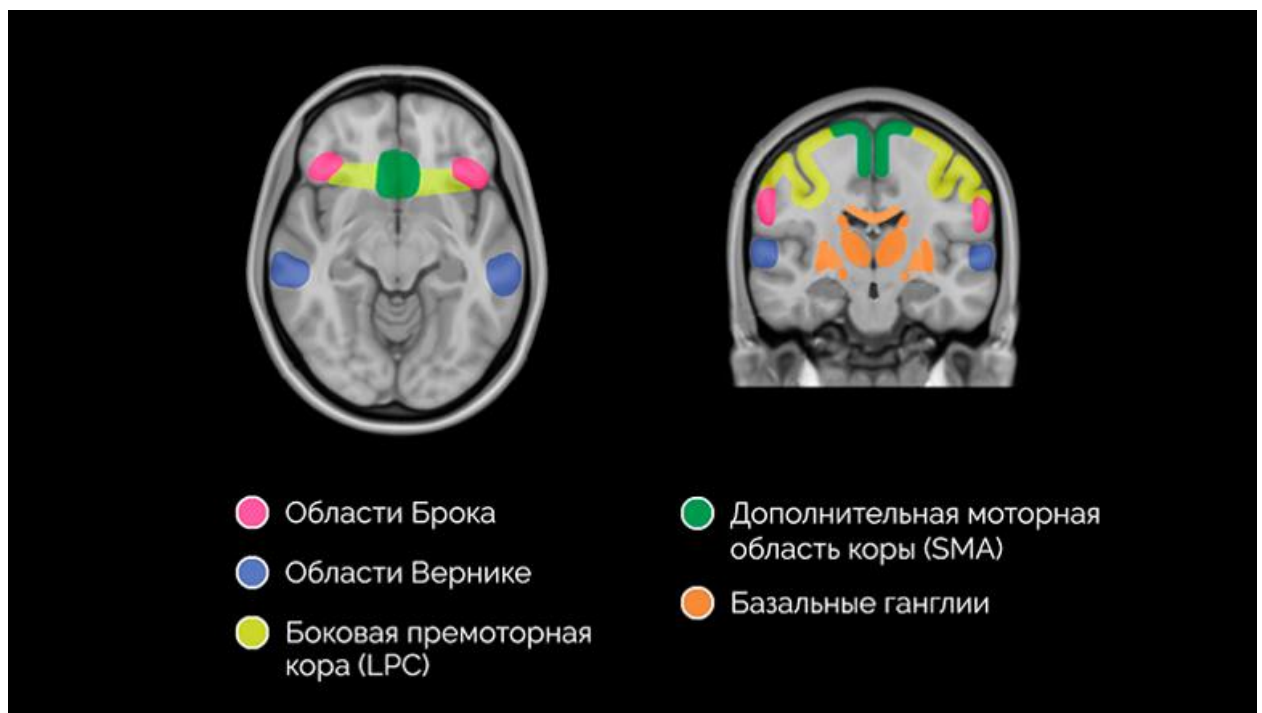 Области Брока
Области Вернике
Боковая премоторная
кора (LPC)
Дополнительная моторная
область коры (SMA)
Базальные ганглии